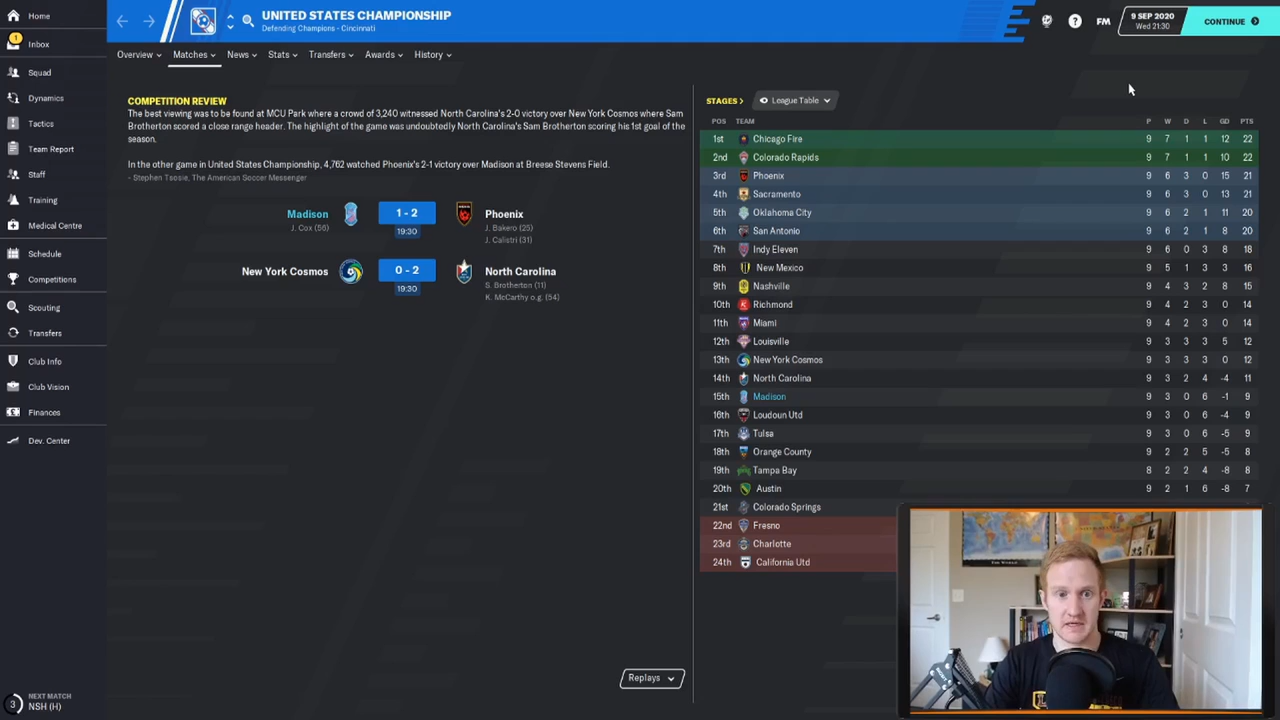 Home
UNITED STATES CHAMPIONSHIP
Defending Champions - Cincinnati
FM
9 SEP 2020
Wed 21:30
CONTINUE
1
Inbox
Squad
Dynamics
Tactics
Team Report
Staff
Training
Medical Centre
Schedule
Competitions
Scouting
Transfers
Club Info
Club Vision
Finances
Dev. Center
3
NEXT MATCH
NSH (H)
Overview
Matches
News
Stats
Transfers
Awards
History
COMPETITION REVIEW
The best viewing was to be found at MCU Park where a crowd of 3,240 witnessed North Carolina's 2-0 victory over New York Cosmos where Sam
Brotherton scored a close range header. The highlight of the game was undoubtedly North Carolina's Sam Brotherton scoring his 1st goal of the
season.
In the other game in United States Championship, 4,762 watched Phoenix's 2-1 victory over Madison at Breese Stevens Field.
- Stephen Tsosie, The American Soccer Messenger
Madison 1 - 2 Phoenix
J. Cox (56) 19:30 J. Bakero (25)
J. Calistri (31)
New York Cosmos 0 - 2 North Carolina
19:30 S. Brotherton (11)
K. McCarthy o.g. (54)
Replays
STAGES > League Table
POS TEAM P W D L GD PTS
1st Chicago Fire 9 7 1 1 12 22
2nd Colorado Rapids 9 7 1 1 10 22
3rd Phoenix 9 6 3 0 15 21
4th Sacramento 9 6 3 0 13 21
5th Oklahoma City 9 6 2 1 11 20
6th San Antonio 9 6 2 1 8 20
7th Indy Eleven 9 6 0 3 8 18
8th New Mexico 9 5 1 3 3 16
9th Nashville 9 4 3 2 8 15
10th Richmond 9 4 2 3 0 14
11th Miami 9 4 2 3 0 14
12th Louisville 9 3 3 3 5 12
13th New York Cosmos 9 3 3 3 0 12
14th North Carolina 9 3 2 4 -4 11
15th Madison 9 3 0 6 -1 9
16th Loudoun Utd 9 3 0 6 -4 9
17th Tulsa 9 3 0 6 -5 9
18th Orange County 9 2 2 5 -5 8
19th Tampa Bay 8 2 2 4 -8 8
20th Austin 9 2 1 6 -8 7
21st Colorado Springs
22nd Fresno
23rd Charlotte
24th California Utd